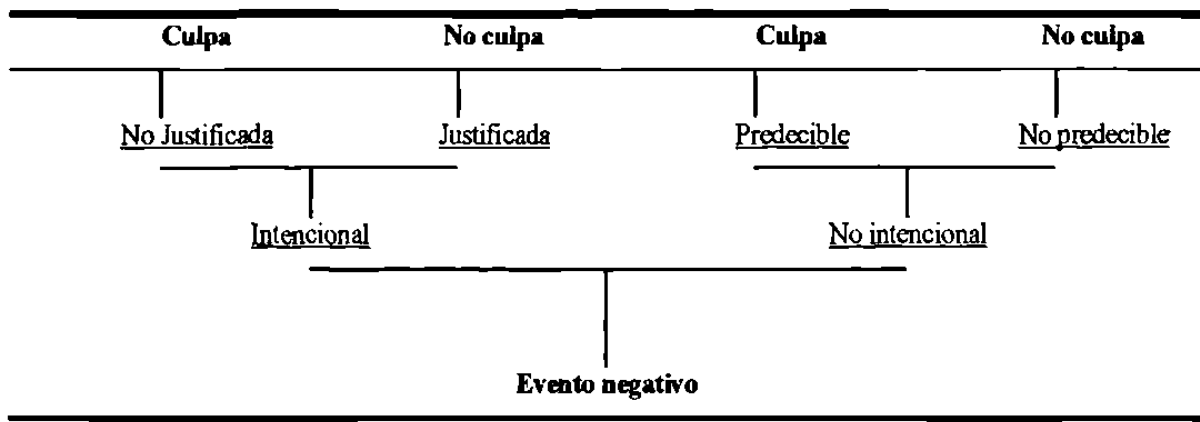 Culpa No culpa Culpa No culpa
No Justificada Justificada Predecible No predecible
Intencional No intencional
Evento negativo